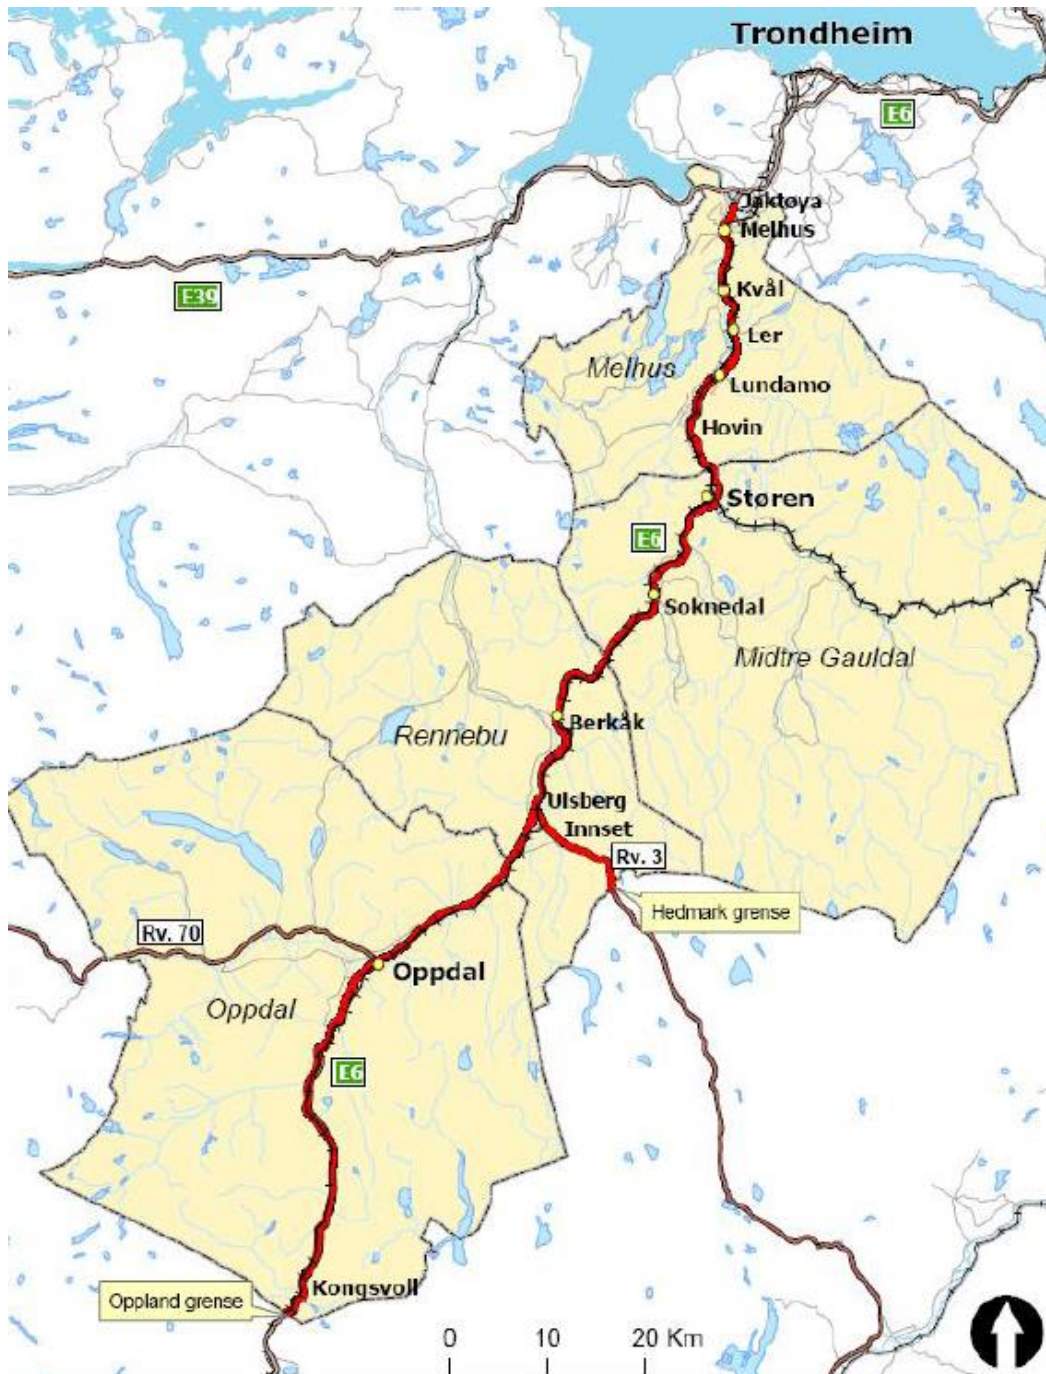 Trondheim
E6
Jaktøya
Melhus
E39
Kvål
Ler
Melhus
Lundamo
Hovin
Støren
E6
Soknedal
Midtre Gauldal
Berkåk
Rennebu
Ulsberg
Innset
Rv. 3
Hedmark grense
Rv. 70
Oppdal
Oppdal
E6
Kongsvoll
Oppland grense
0 10 20 Km